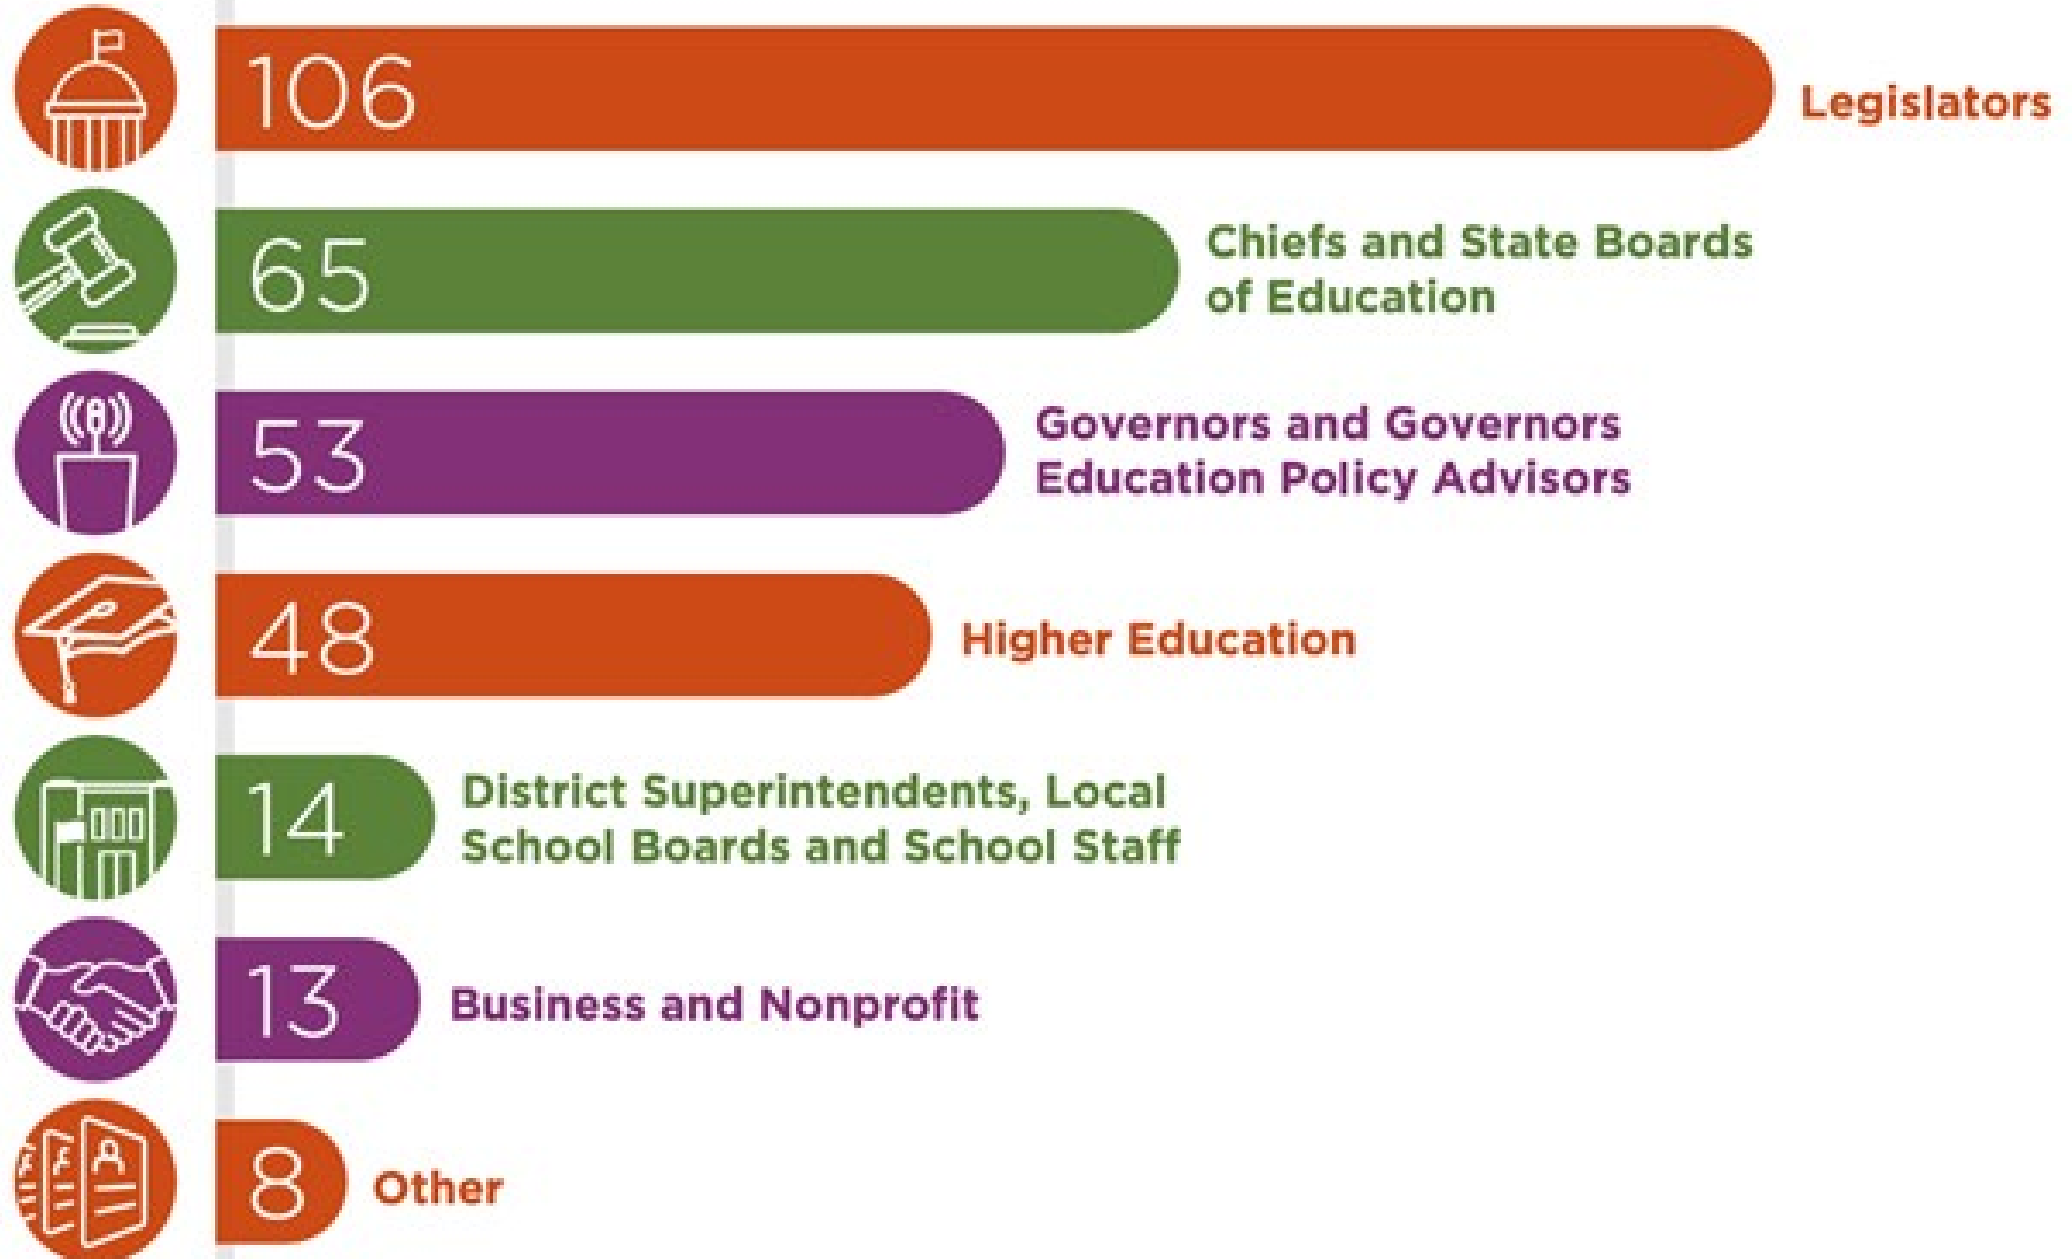 106
Legislators
65
Chiefs and State Boards
of Education
53
Governors and Governors
Education Policy Advisors
48
Higher Education
14
District Superintendents, Local
School Boards and School Staff
13
Business and Nonprofit
8
Other